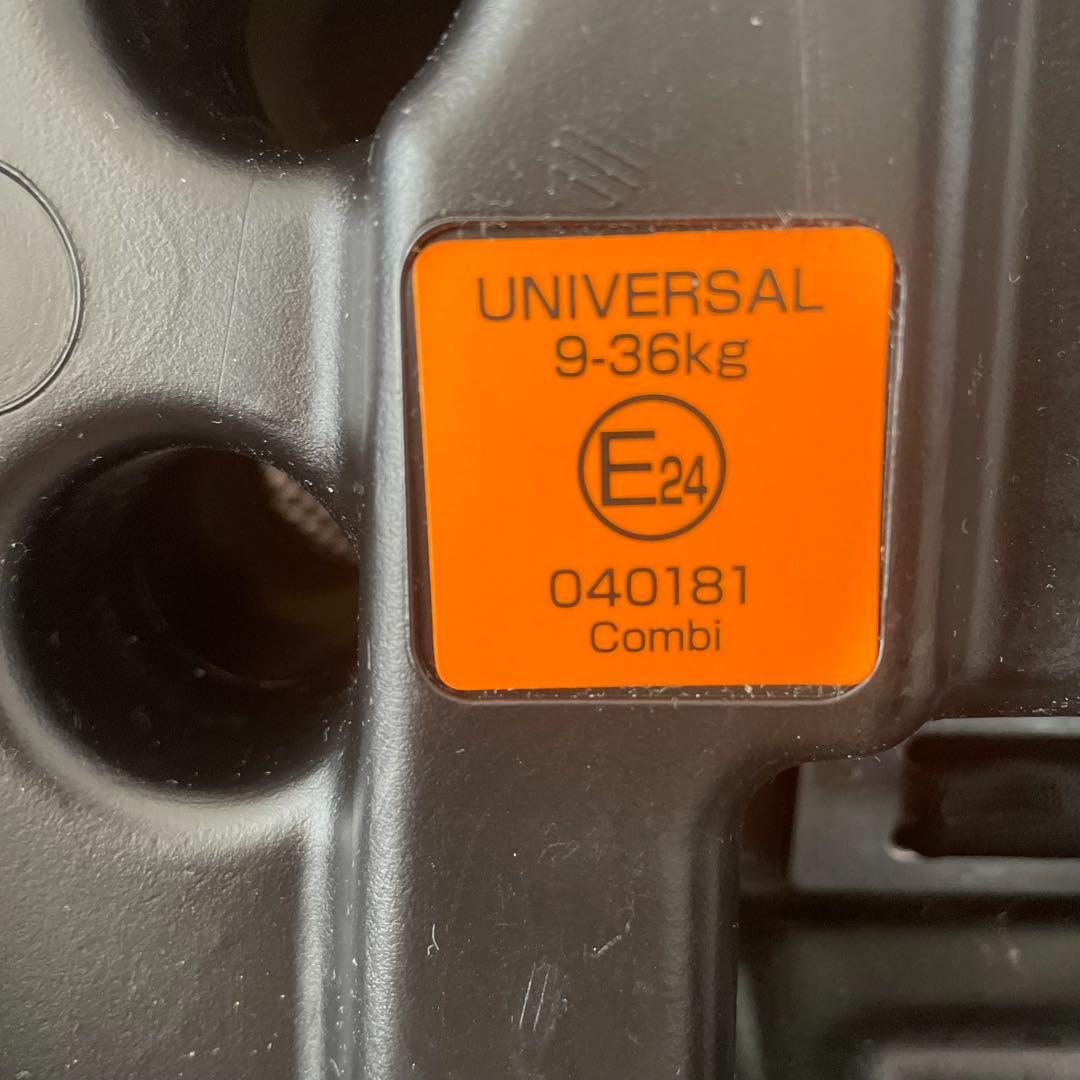 UNIVERSAL
9-36kg
E24
040181
Combi